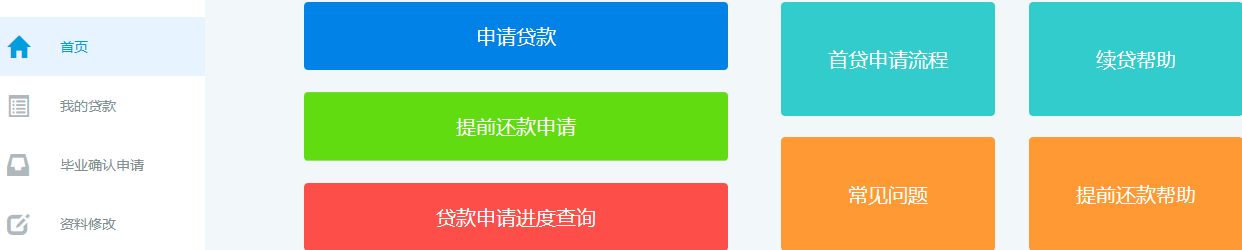 首页
我的贷款
毕业确认申请
资料修改
申请贷款
提前还款申请
贷款申请进度查询
首贷申请流程
续贷帮助
常见问题
提前还款帮助